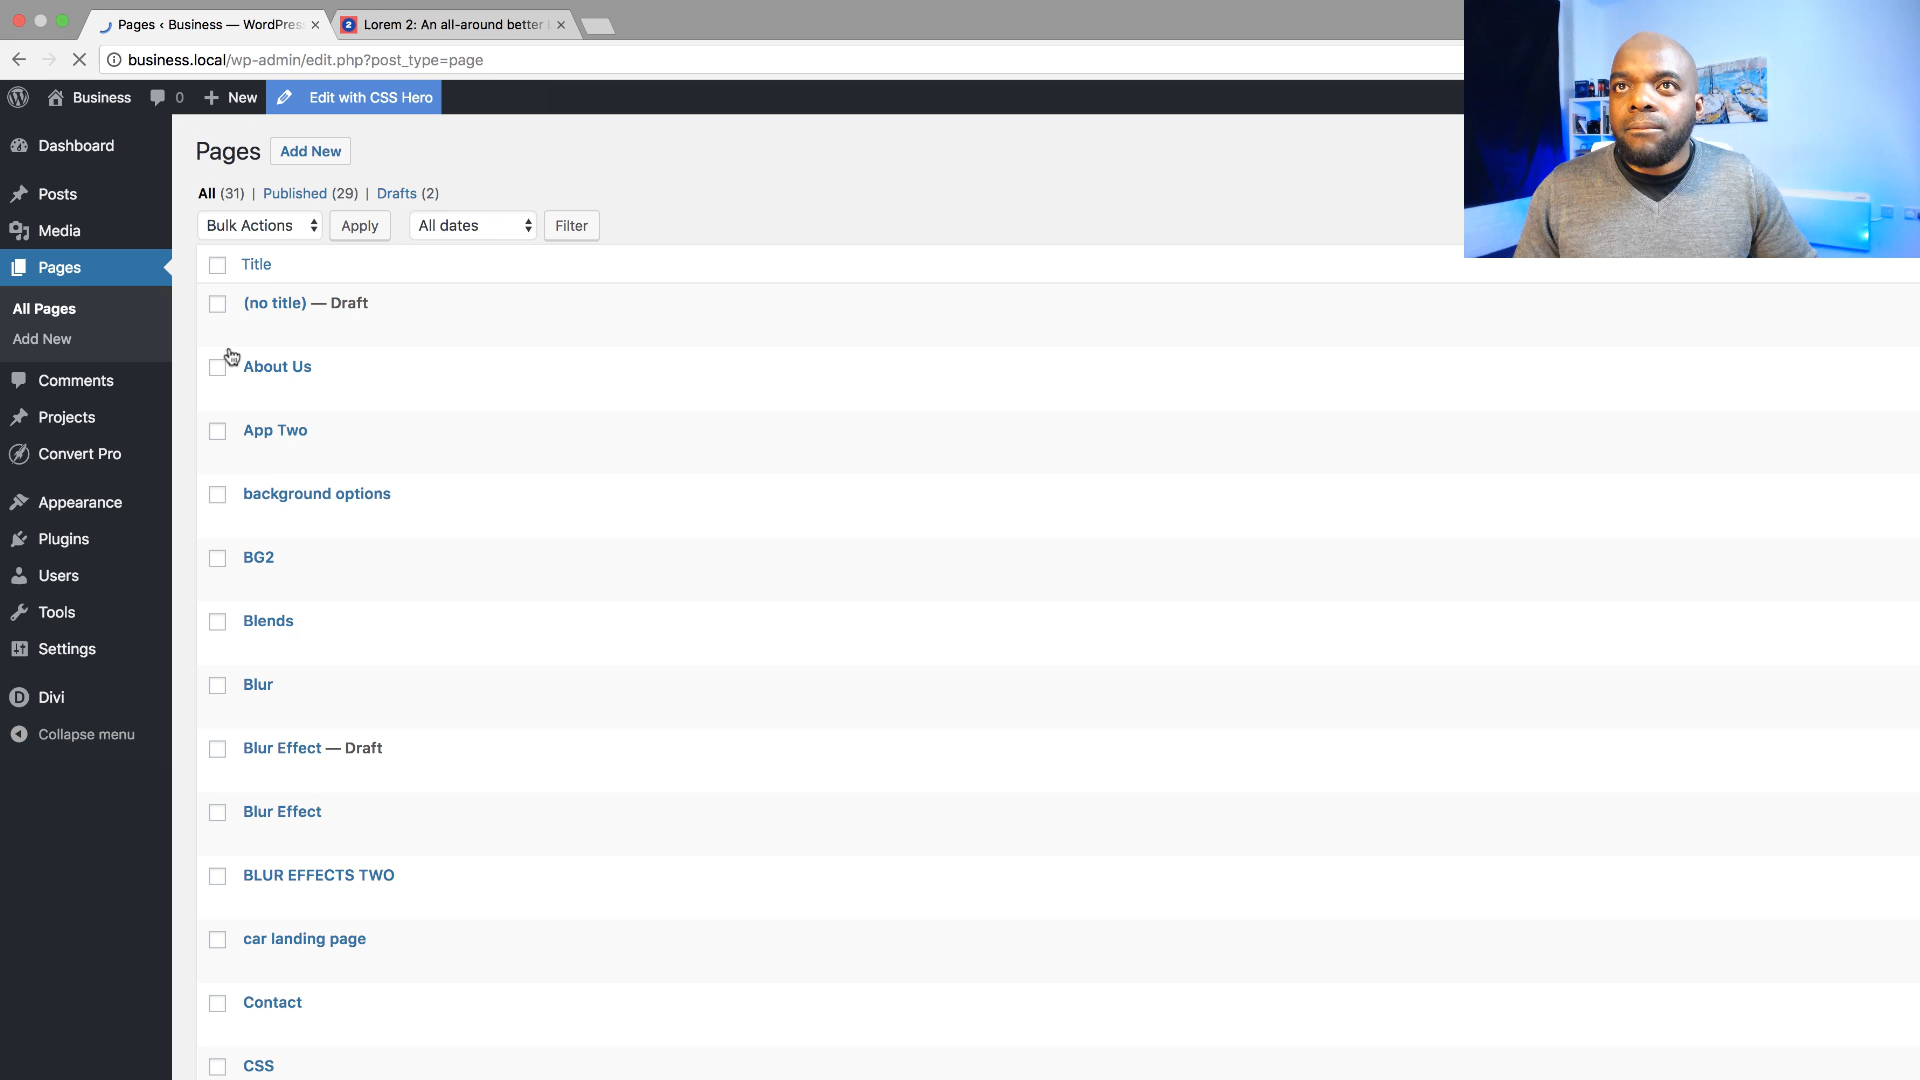 Pages ‹ Business — WordPres
Lorem 2: An all-around better
business.local/wp-admin/edit.php?post_type=page
Business
0
New
Edit with CSS Hero
Dashboard
Posts
Media
Pages
All Pages
Add New
Comments
Projects
Convert Pro
Appearance
Plugins
Users
Tools
Settings
Divi
Collapse menu
Pages
Add New
All (31) | Published (29) | Drafts (2)
Bulk Actions
Apply
All dates
Filter
Title
(no title) — Draft
About Us
App Two
background options
BG2
Blends
Blur
Blur Effect — Draft
Blur Effect
BLUR EFFECTS TWO
car landing page
Contact
CSS